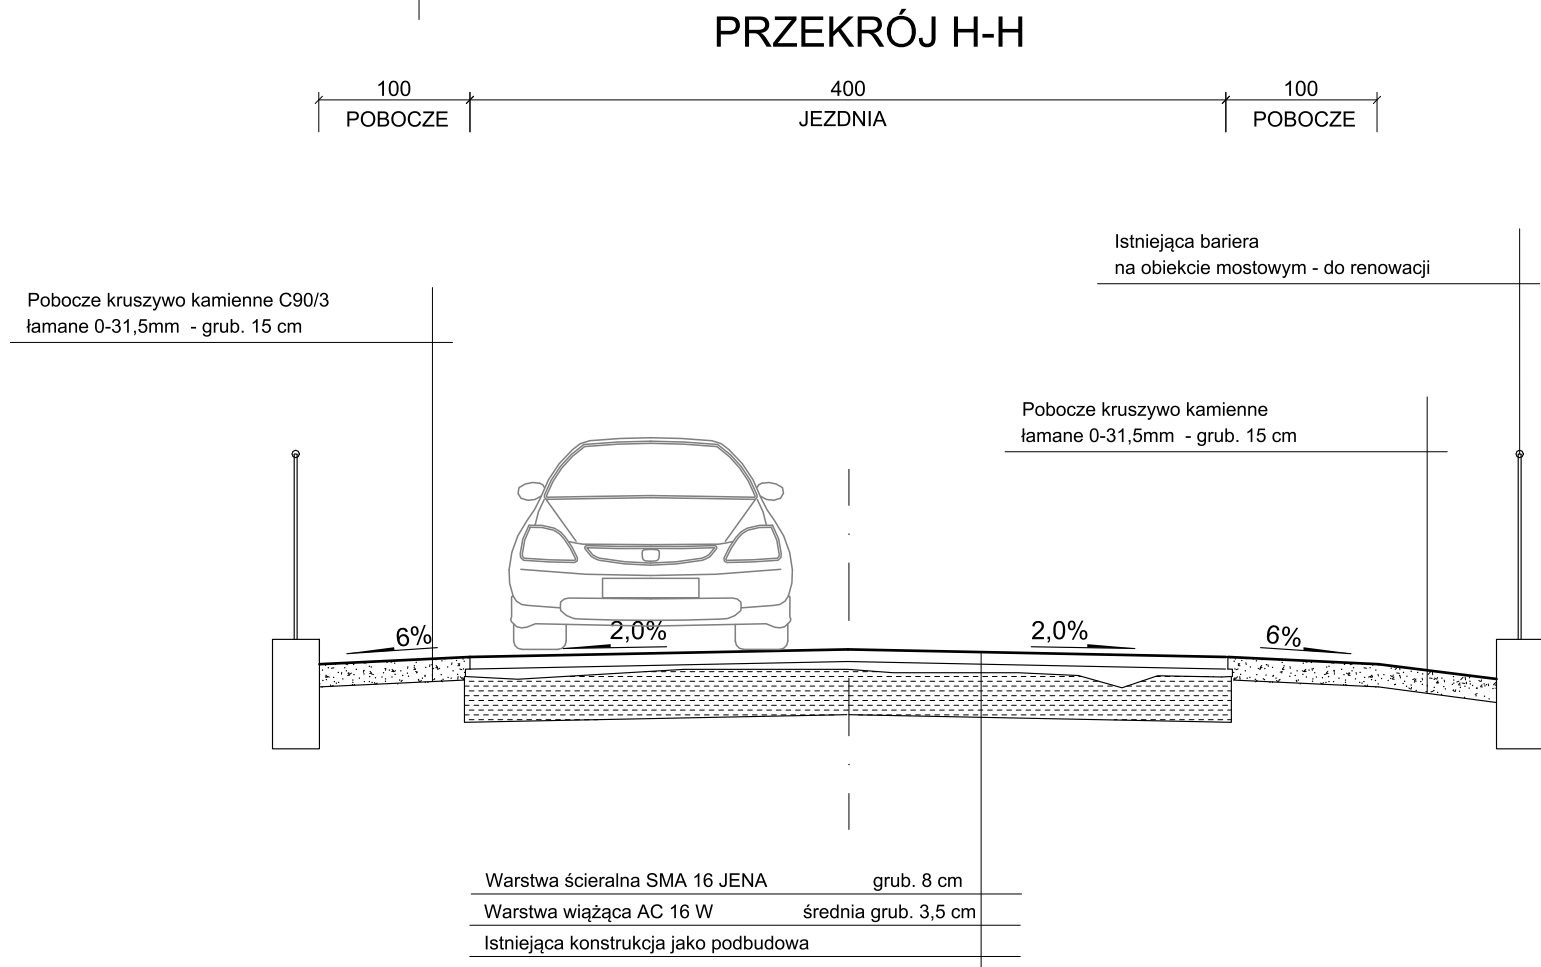 PRZEKRÓJ H-H
100 400 100
POBOCZE JEZDNIA POBOCZE
Istniejąca bariera
na obiekcie mostowym - do renowacji
Pobocze kruszywo kamienne C90/3
łamane 0-31,5mm - grub. 15 cm
Pobocze kruszywo kamienne
łamane 0-31,5mm - grub. 15 cm
6% 2,0% 2,0% 6%
Warstwa ścieralna SMA 16 JENA grub. 8 cm
Warstwa wiążąca AC 16 W średnia grub. 3,5 cm
Istniejąca konstrukcja jako podbudowa